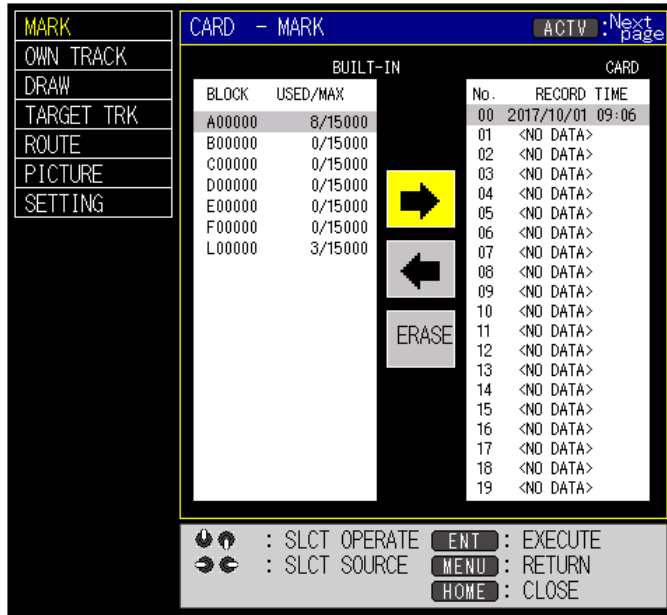 MARK
OWN TRACK
DRAW
TARGET TRK
ROUTE
PICTURE
SETTING
CARD - MARK
ACTV :Next page
BUILT-IN
CARD
BLOCK USED/MAX
A00000 8/15000
B00000 0/15000
C00000 0/15000
D00000 0/15000
E00000 0/15000
F00000 0/15000
L00000 3/15000
ERASE
No. RECORD TIME
00 2017/10/01 09:06
01 <NO DATA>
02 <NO DATA>
03 <NO DATA>
04 <NO DATA>
05 <NO DATA>
06 <NO DATA>
07 <NO DATA>
08 <NO DATA>
09 <NO DATA>
10 <NO DATA>
11 <NO DATA>
12 <NO DATA>
13 <NO DATA>
14 <NO DATA>
15 <NO DATA>
16 <NO DATA>
17 <NO DATA>
18 <NO DATA>
19 <NO DATA>
: SLCT OPERATE ENT : EXECUTE
: SLCT SOURCE MENU : RETURN
HOME : CLOSE